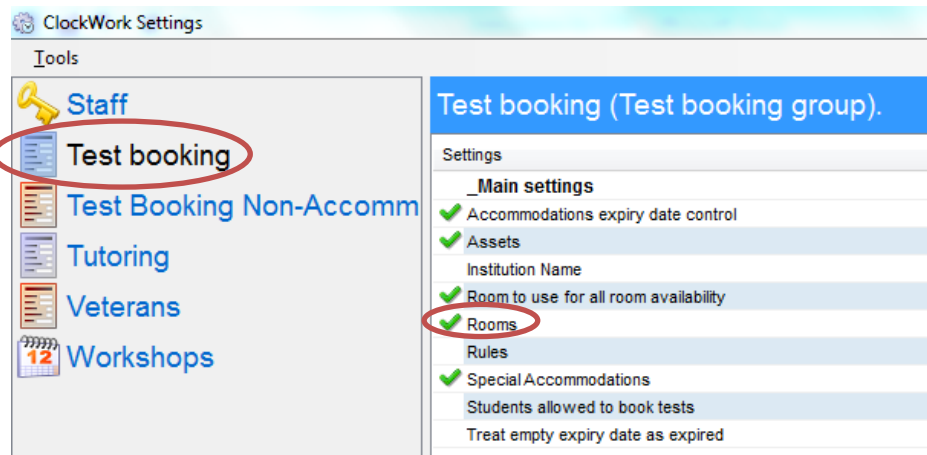 ClockWork Settings
Tools
Staff
Test booking
Test Booking Non-Accomm
Tutoring
Veterans
12
Workshops
Test booking (Test booking group).
Settings
_Main settings
Accommodations expiry date control
Assets
Institution Name
Room to use for all room availability
Rooms
Rules
Special Accommodations
Students allowed to book tests
Treat empty expiry date as expired